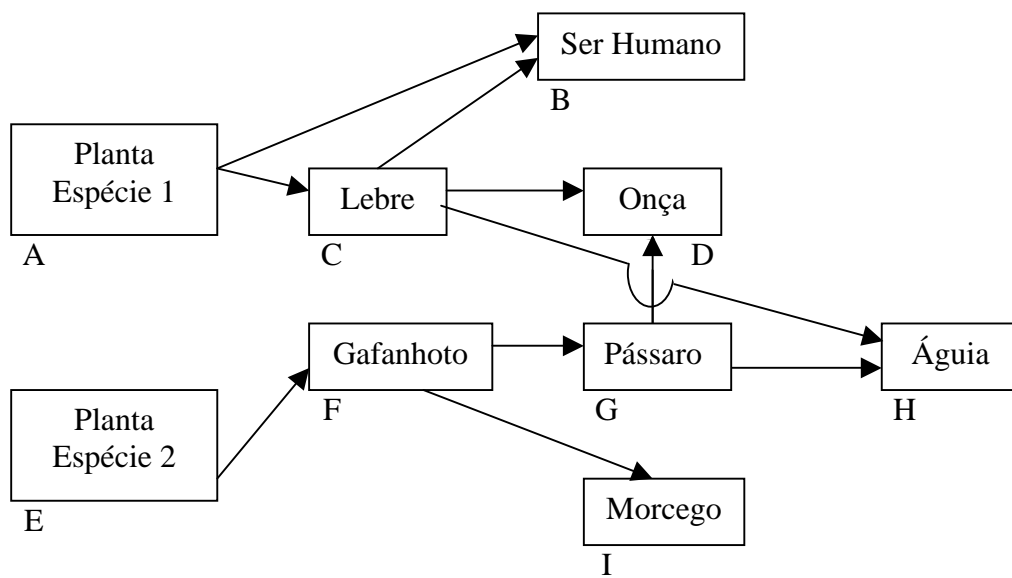 Ser Humano
B
Planta
Espécie 1
A
Lebre
C
Onça
D
Gafanhoto
F
Pássaro
G
Águia
H
Planta
Espécie 2
E
Morcego
I